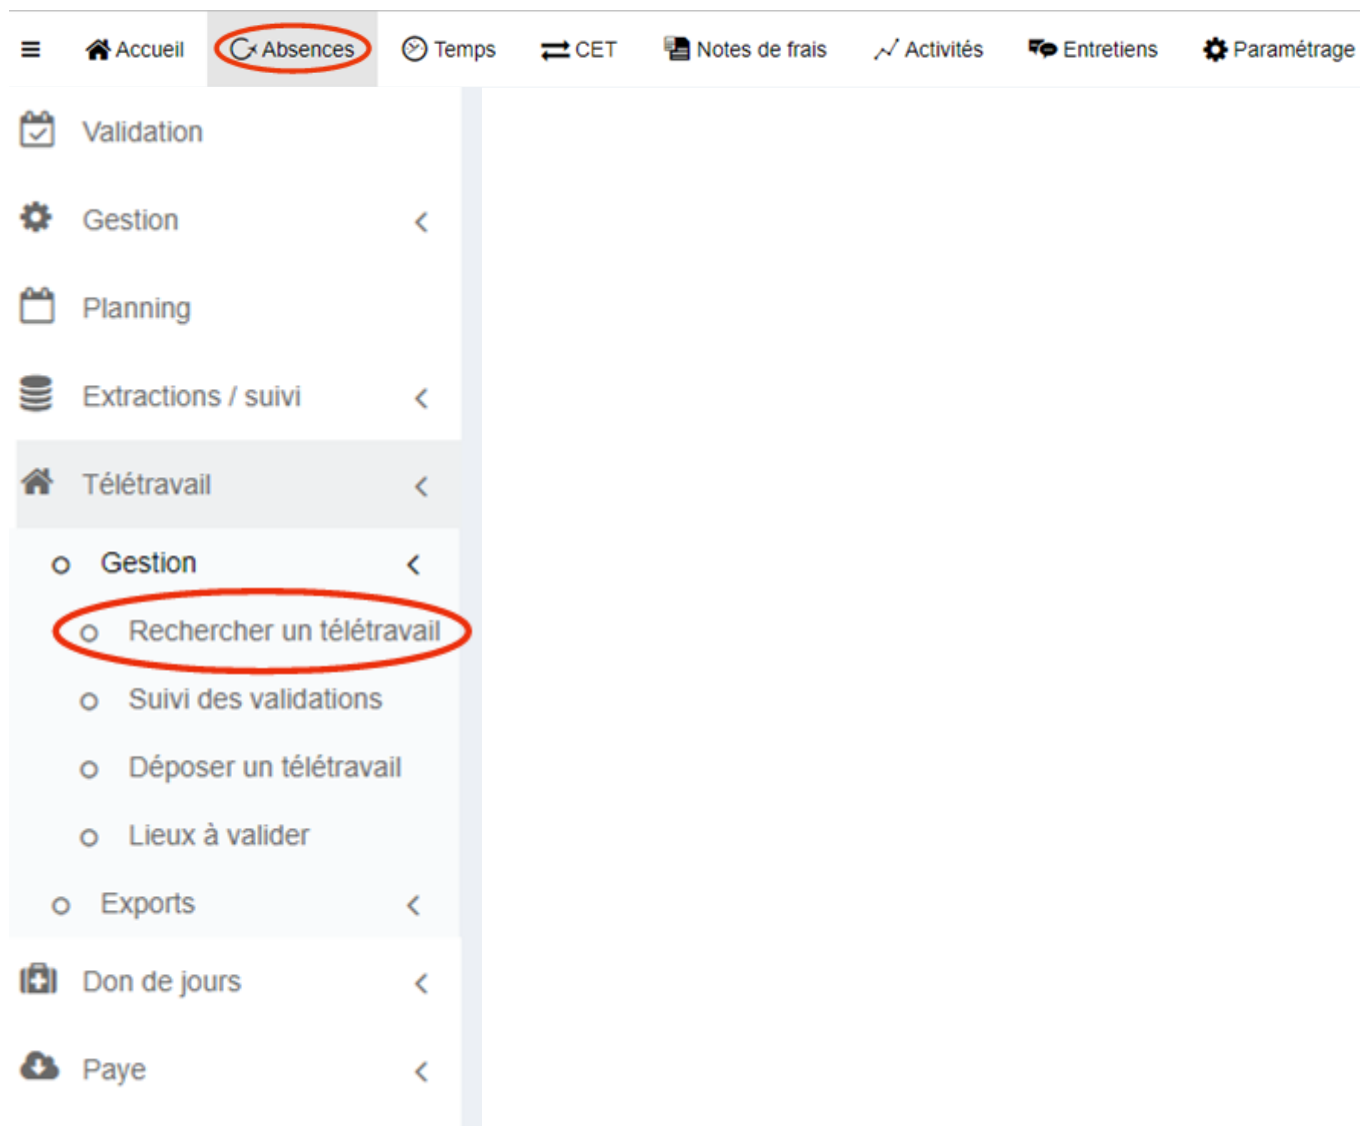 Accueil Absences Temps CET Notes de frais Activités Entretiens Paramétrage
Validation
Gestion
Planning
Extractions / suivi
Télétravail
Gestion
Rechercher un télétravail
Suivi des validations
Déposer un télétravail
Lieux à valider
Exports
Don de jours
Paye